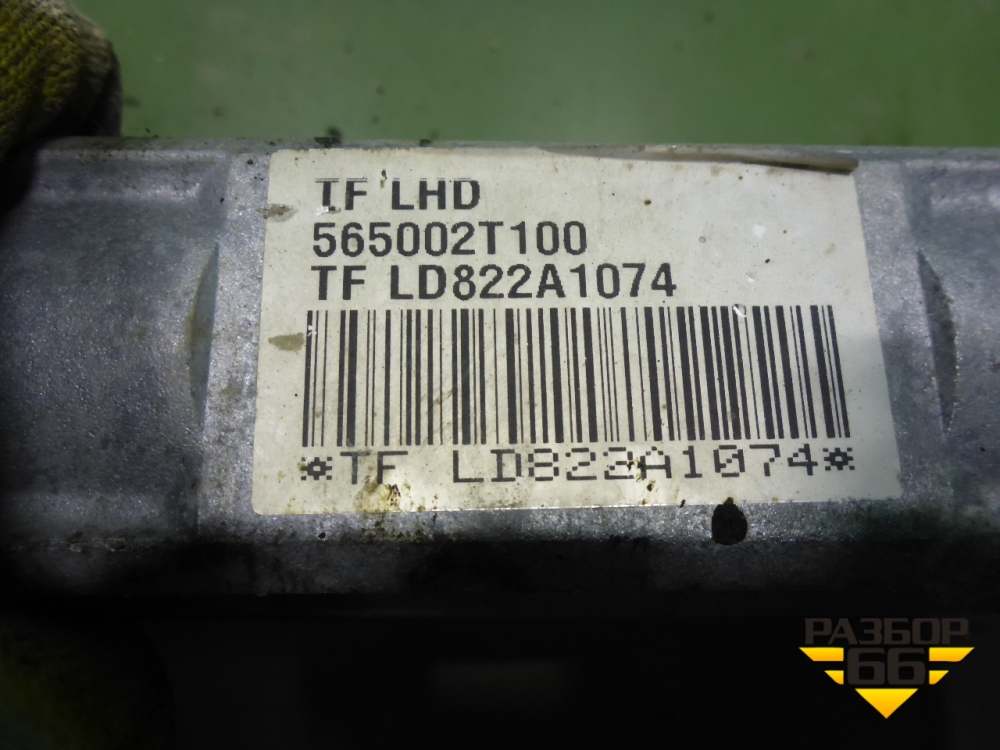 TF LHD
565002T100
TF LD822A1074
*TF LD822A1074*
РАЗБОР
66